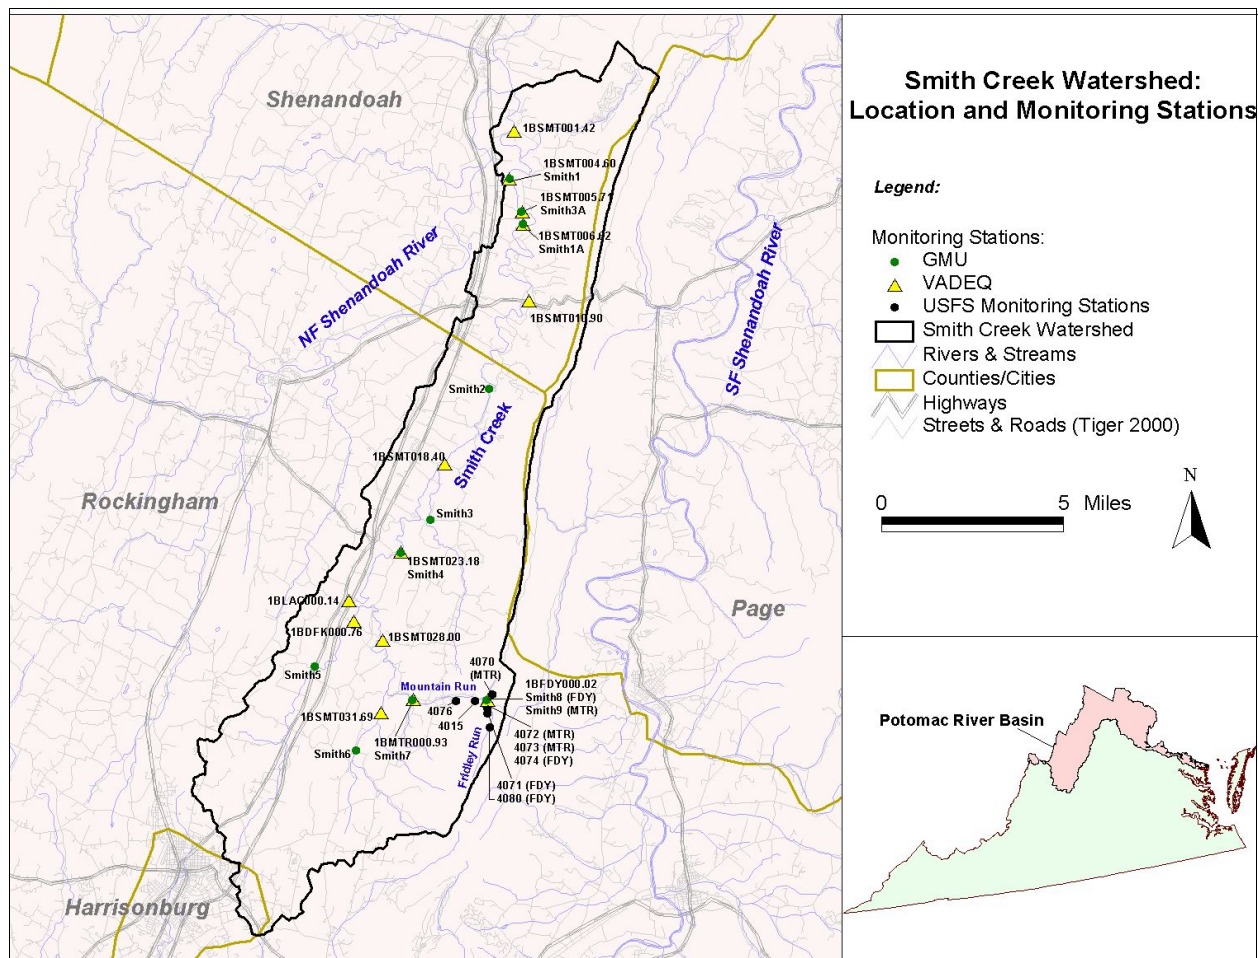 Smith Creek Watershed:
Location and Monitoring Stations
Legend:
Monitoring Stations:
GMU
VADEQ
USFS Monitoring Stations
Smith Creek Watershed
Rivers & Streams
Counties/Cities
Highways
Streets & Roads (Tiger 2000)
N
0 5 Miles
Potomac River Basin
Shenandoah
1BSMT001.42
1BSMT004.60
Smith1
1BSMT005.71
Smith3A
1BSMT006.62
Smith1A
NF Shenandoah River
1BSMT010.90
SF Shenandoah River
Smith2
Smith Creek
1BSMT018.40
Rockingham
Smith3
1BSMT023.18
Smith4
1BLAC000.14
Page
1BDFK000.76
1BSMT028.00
Smith5
4070
(MTR)
Mountain Run
1BFDY000.02
Smith8 (FDY)
Smith9 (MTR)
4076
4015
1BSMT031.69
1BMTR000.93
Smith7
Smith6
4072 (MTR)
4073 (MTR)
4074 (FDY)
Fridley Run
4071 (FDY)
4080 (FDY)
Harrisonburg